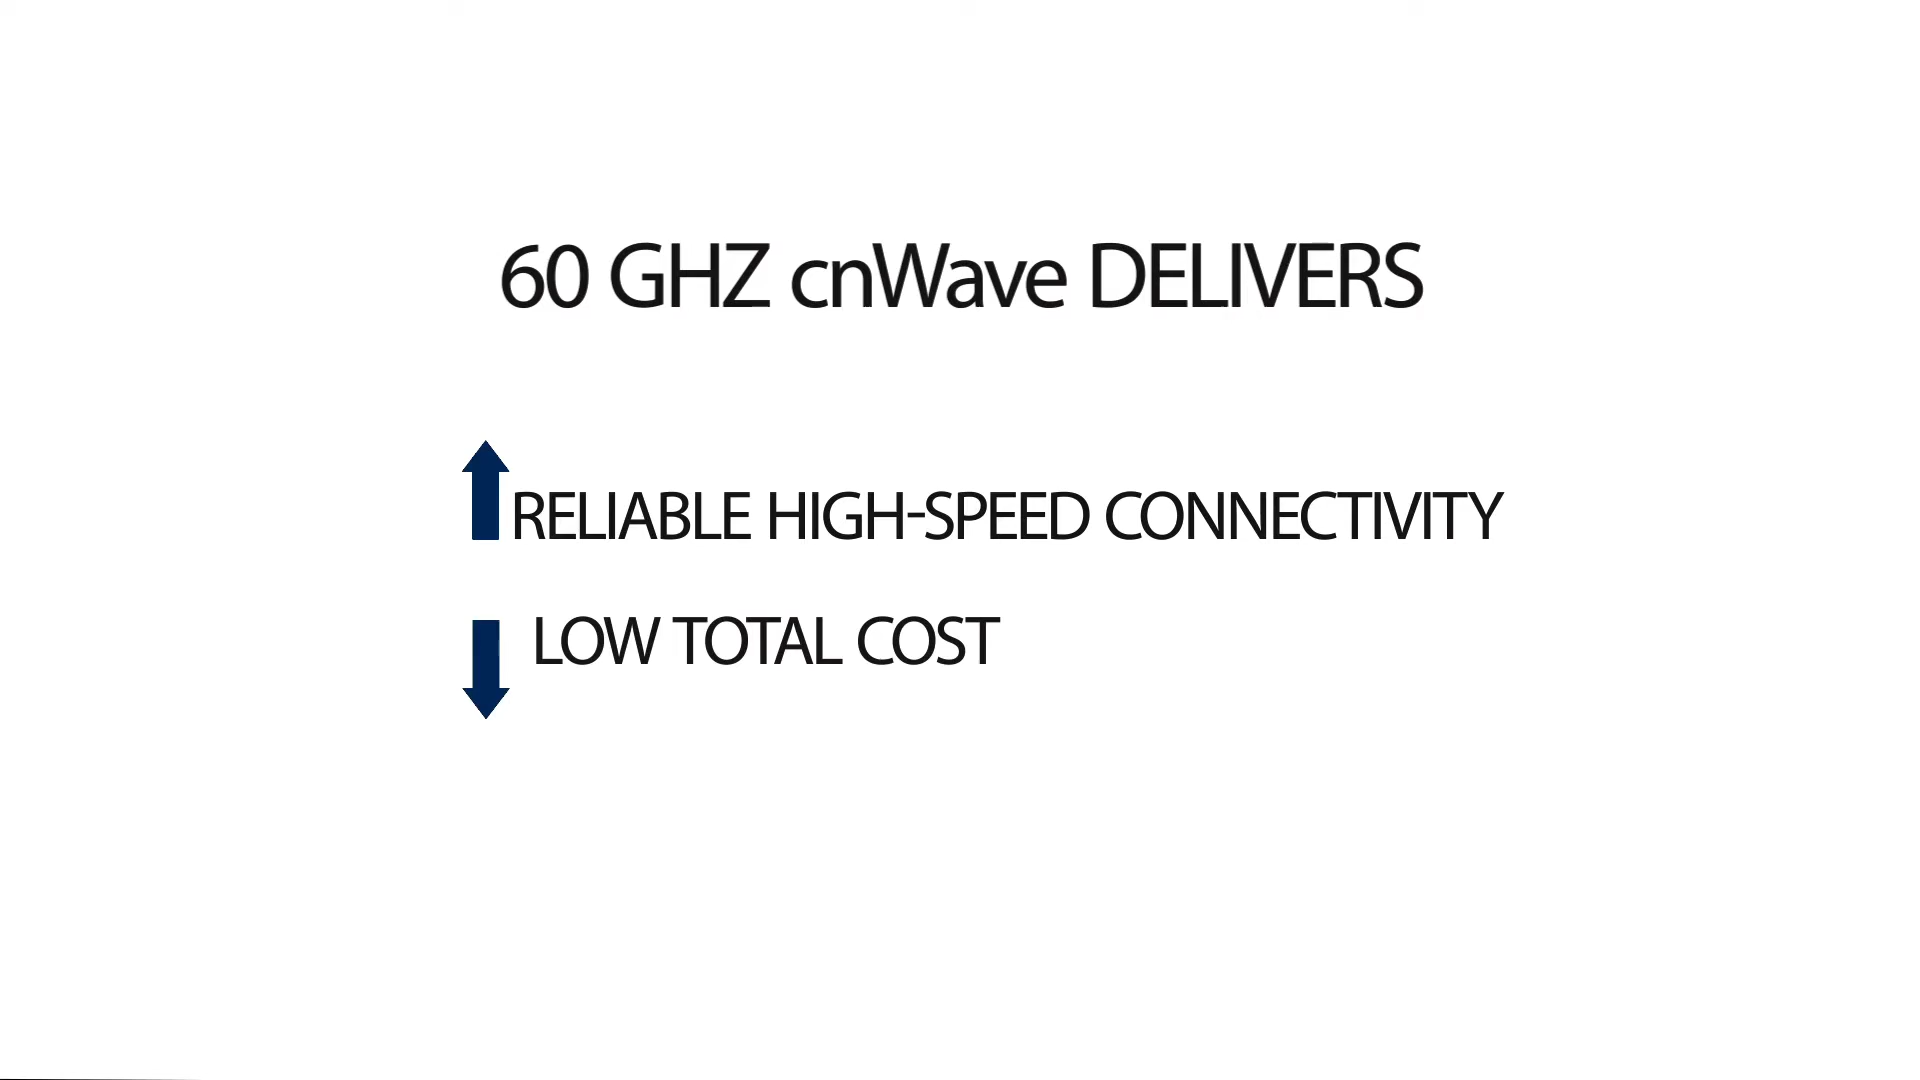 60 GHZ cnWave DELIVERS
RELIABLE HIGH-SPEED CONNECTIVITY
LOW TOTAL COST